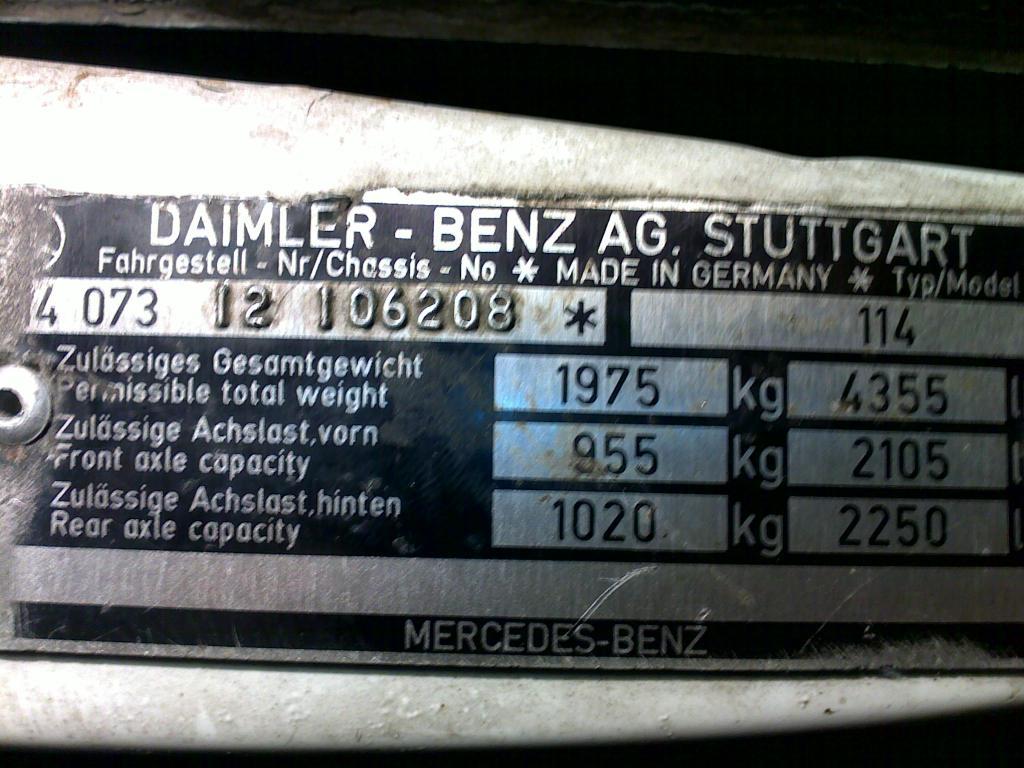 DAIMLER - BENZ AG. STUTTGART
Fahrgestell - Nr/Chassis - No * MADE IN GERMANY * Typ/Model
4 073 12 106208 * 114
Zulässiges Gesamtgewicht
Permissible total weight 1975 kg 4355 l
Zulässige Achslast,vorn
Front axle capacity 955 kg 2105 l
Zulässige Achslast,hinten
Rear axle capacity 1020 kg 2250 l
MERCEDES-BENZ